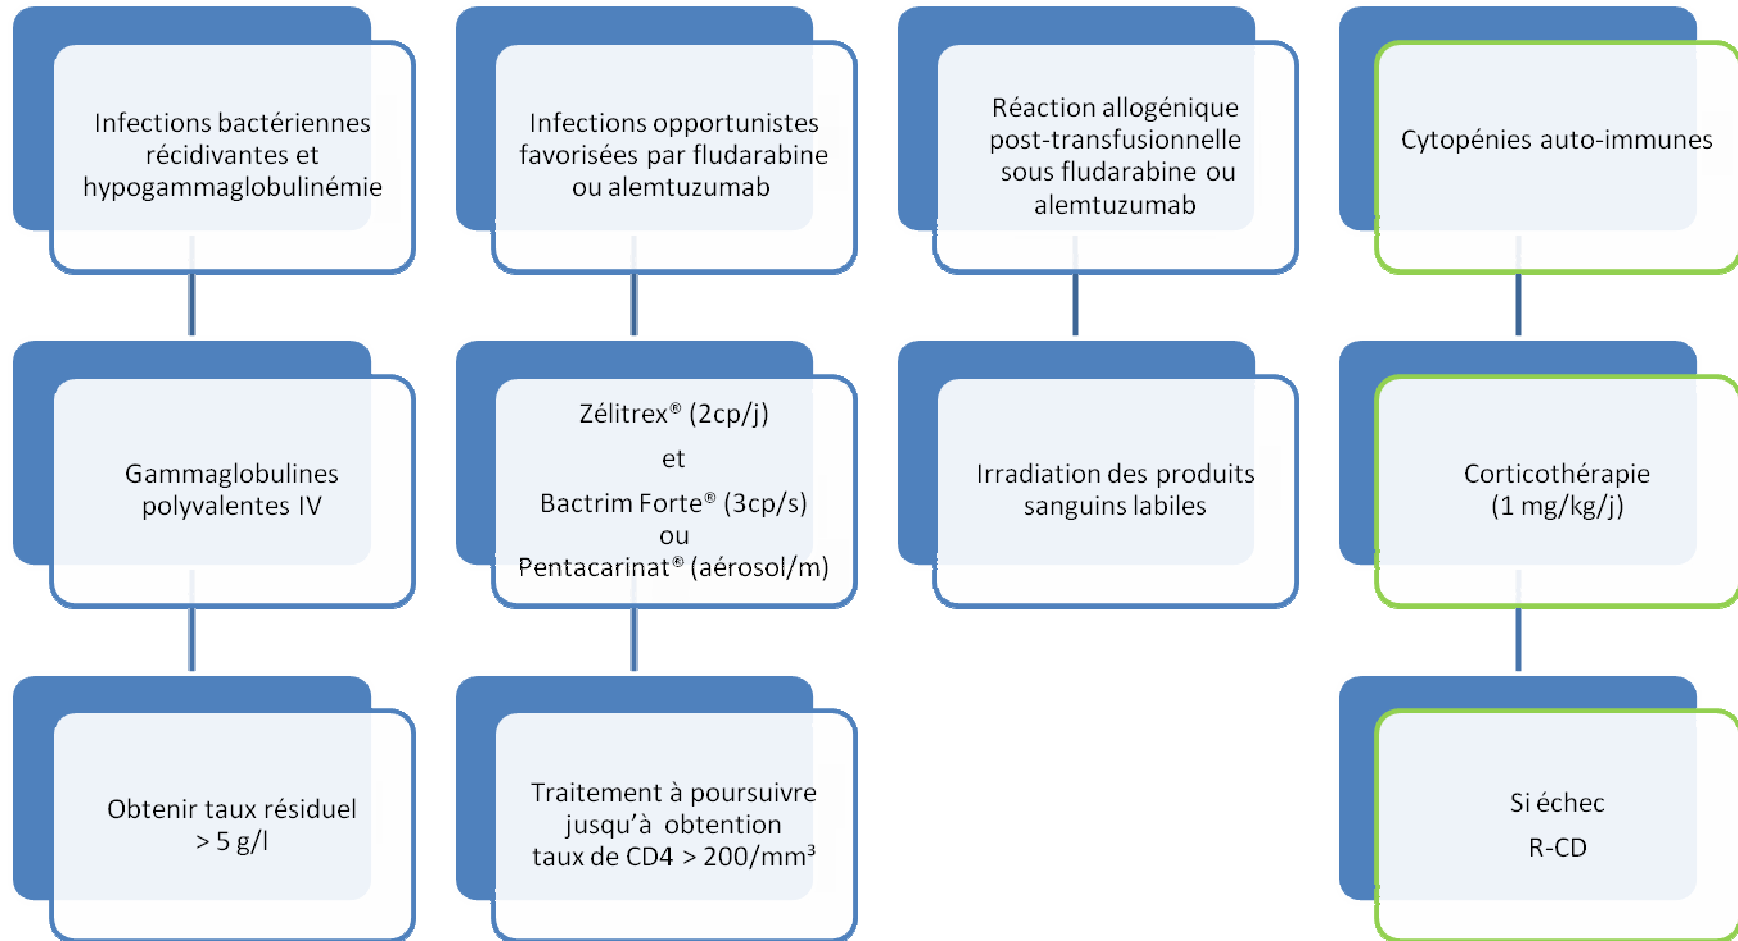 Infections bactériennes
récidivantes et
hypogammaglobulinémie
Gammaglobulines
polyvalentes IV
Obtenir taux résiduel
> 5 g/l
Infections opportunistes
favorisées par fludarabine
ou alemtuzumab
Zélitrex® (2cp/j)
et
Bactrim Forte® (3cp/s)
ou
Pentacarinat® (aérosol/m)
Traitement à poursuivre
jusqu’à obtention
taux de CD4 > 200/mm³
Réaction allogénique
post-transfusionnelle
sous fludarabine ou
alemtuzumab
Irradiation des produits
sanguins labiles
Cytopénies auto-immunes
Corticothérapie
(1 mg/kg/j)
Si échec
R-CD